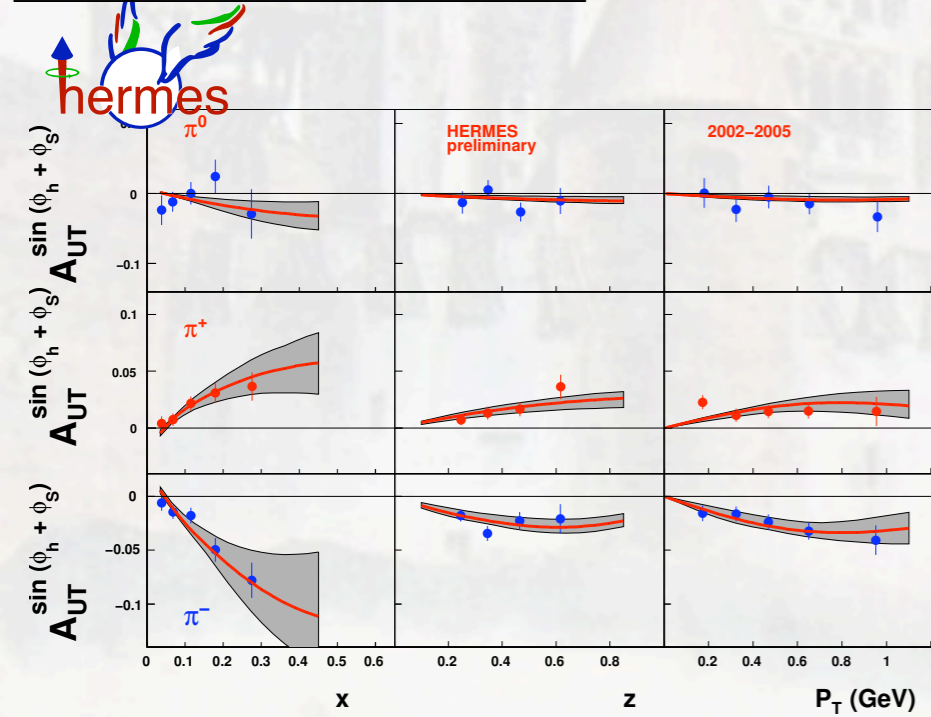 hermes
π⁰
HERMES
preliminary
2002–2005
A_UT sin (ϕ_h + ϕ_S)
0
−0.1
π⁺
A_UT sin (ϕ_h + ϕ_S)
0.1
0.05
0
A_UT sin (ϕ_h + ϕ_S)
0
−0.05
−0.1
π⁻
0 0.1 0.2 0.3 0.4 0.5 0.6 0.2 0.4 0.6 0.8 0.2 0.4 0.6 0.8 1
x z P_T (GeV)